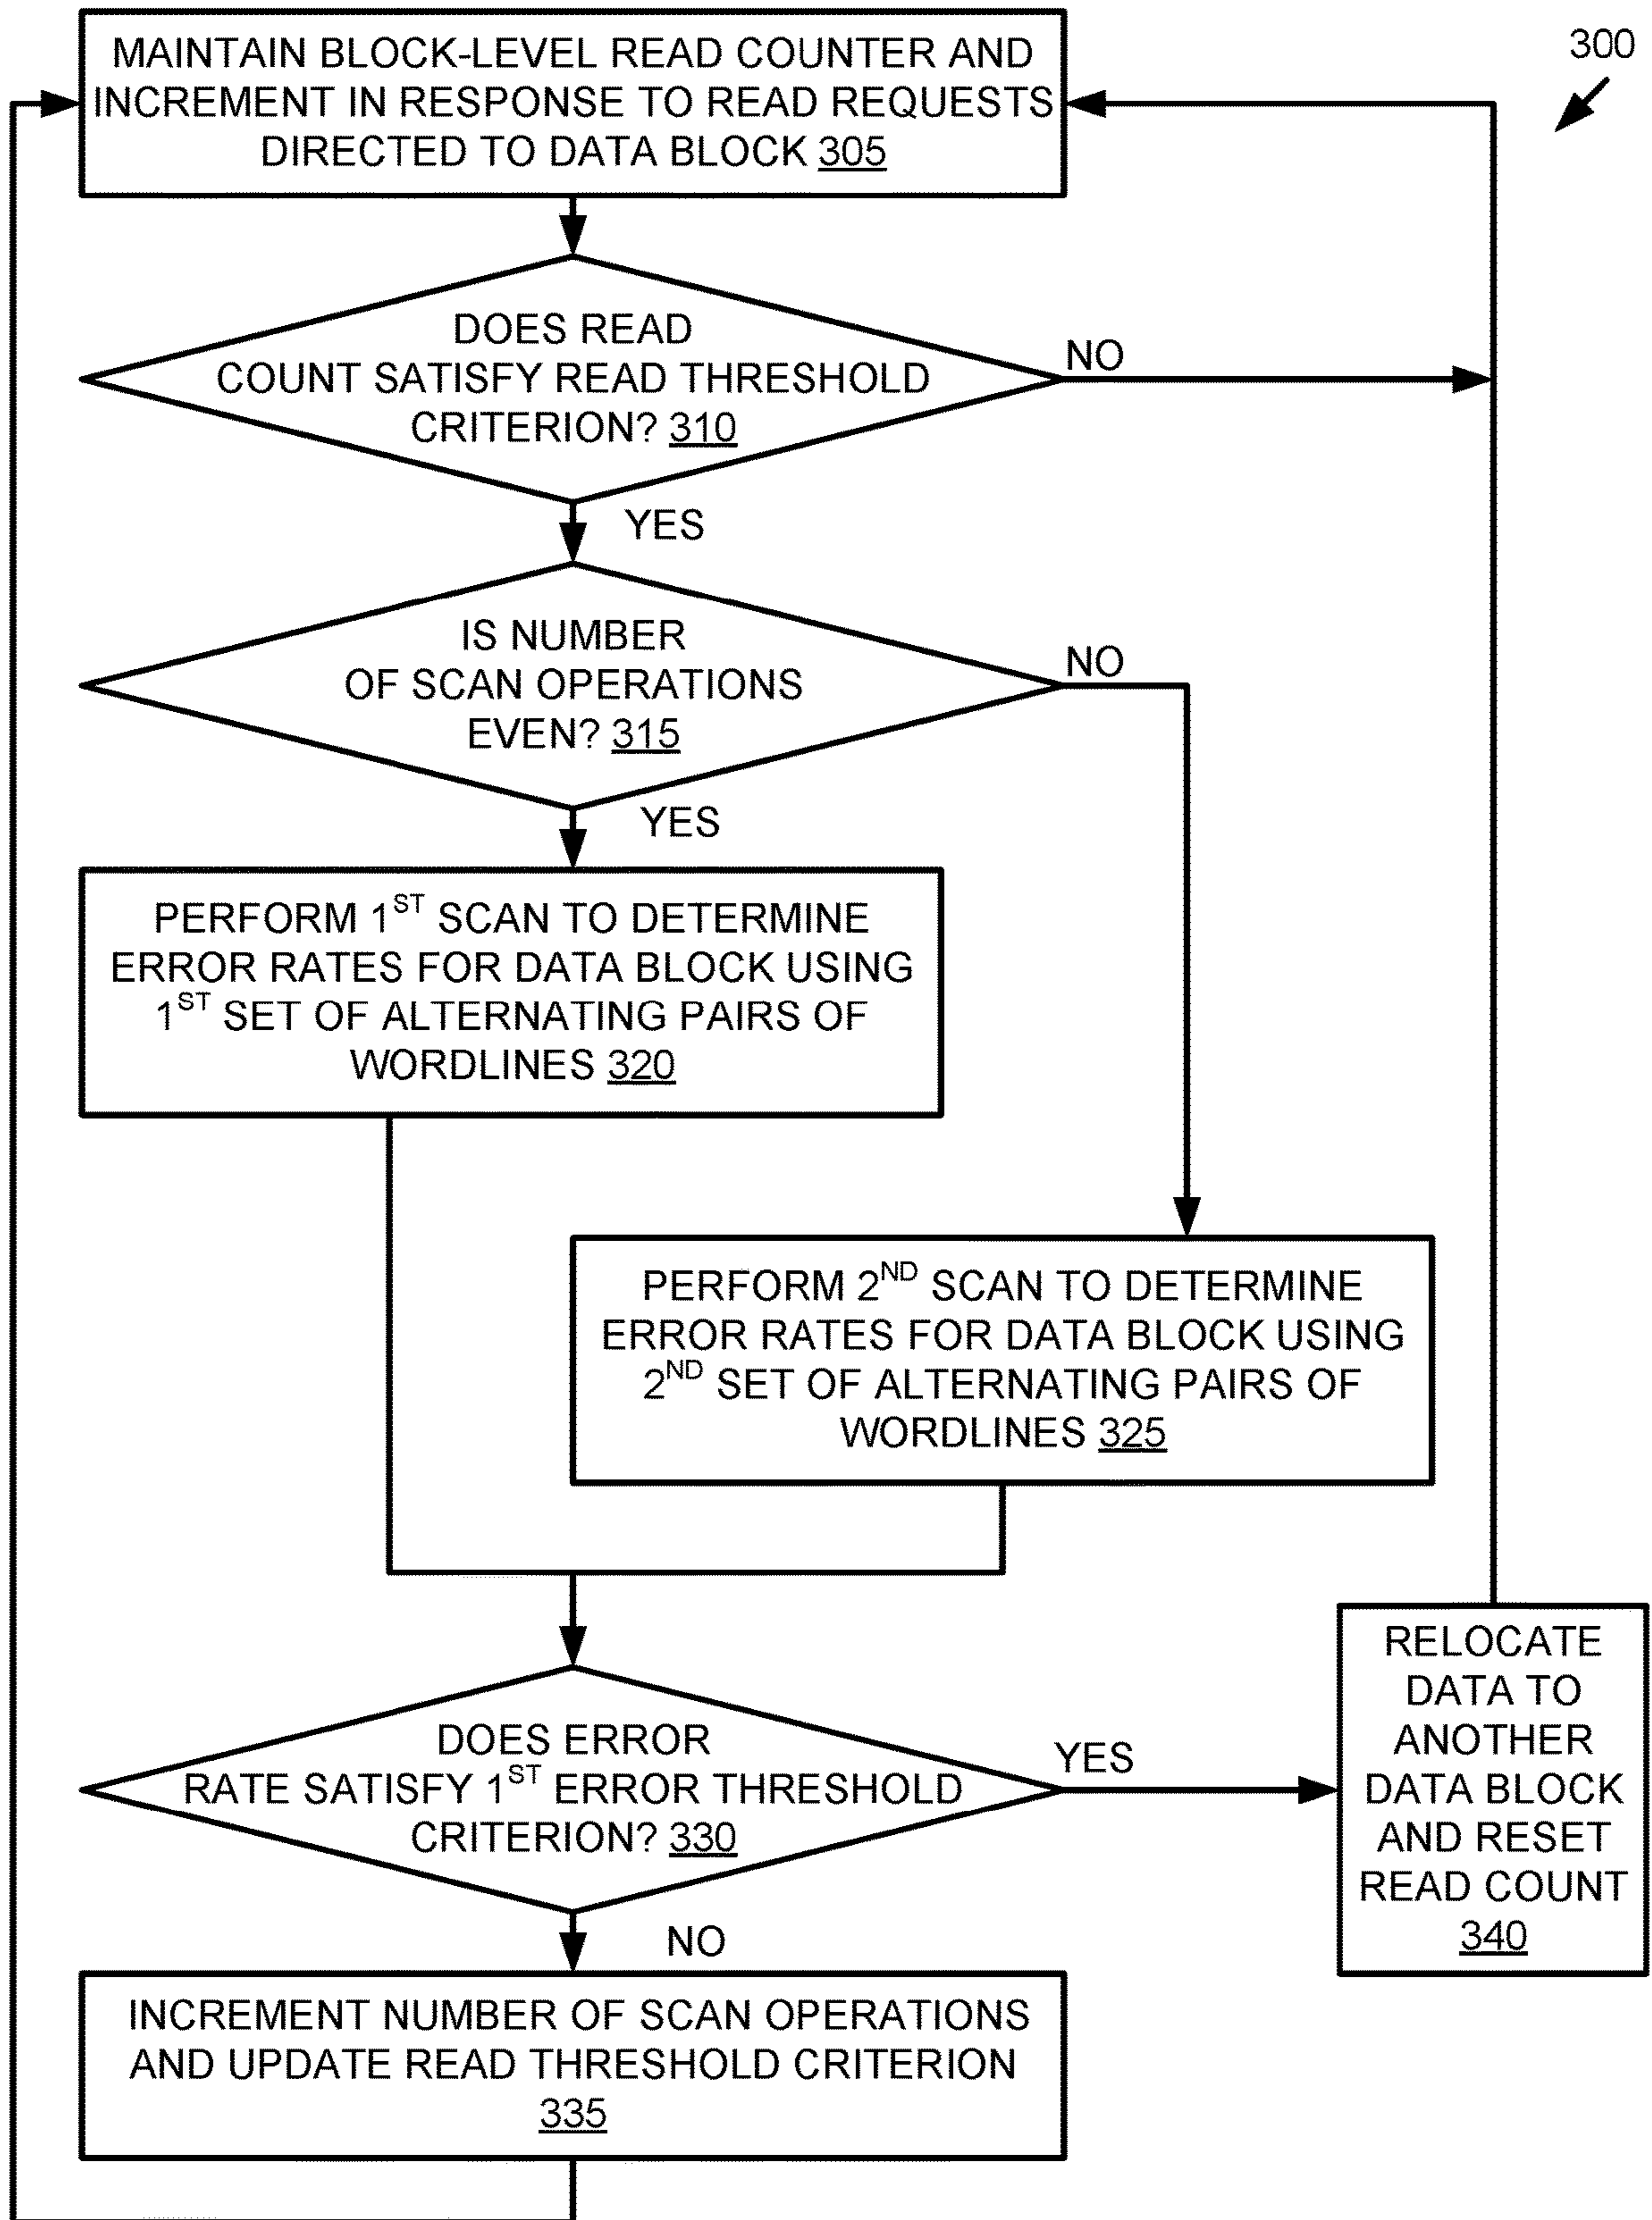 300
MAINTAIN BLOCK-LEVEL READ COUNTER AND
INCREMENT IN RESPONSE TO READ REQUESTS
DIRECTED TO DATA BLOCK 305
DOES READ
COUNT SATISFY READ THRESHOLD
CRITERION? 310
NO
YES
IS NUMBER
OF SCAN OPERATIONS
EVEN? 315
NO
YES
PERFORM 1ST SCAN TO DETERMINE
ERROR RATES FOR DATA BLOCK USING
1ST SET OF ALTERNATING PAIRS OF
WORDLINES 320
PERFORM 2ND SCAN TO DETERMINE
ERROR RATES FOR DATA BLOCK USING
2ND SET OF ALTERNATING PAIRS OF
WORDLINES 325
DOES ERROR
RATE SATISFY 1ST ERROR THRESHOLD
CRITERION? 330
YES
NO
RELOCATE
DATA TO
ANOTHER
DATA BLOCK
AND RESET
READ COUNT
340
INCREMENT NUMBER OF SCAN OPERATIONS
AND UPDATE READ THRESHOLD CRITERION
335